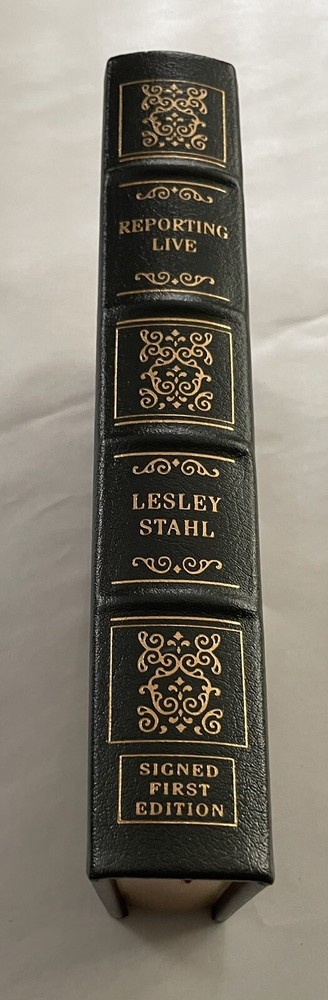 REPORTING
LIVE
LESLEY
STAHL
SIGNED
FIRST
EDITION